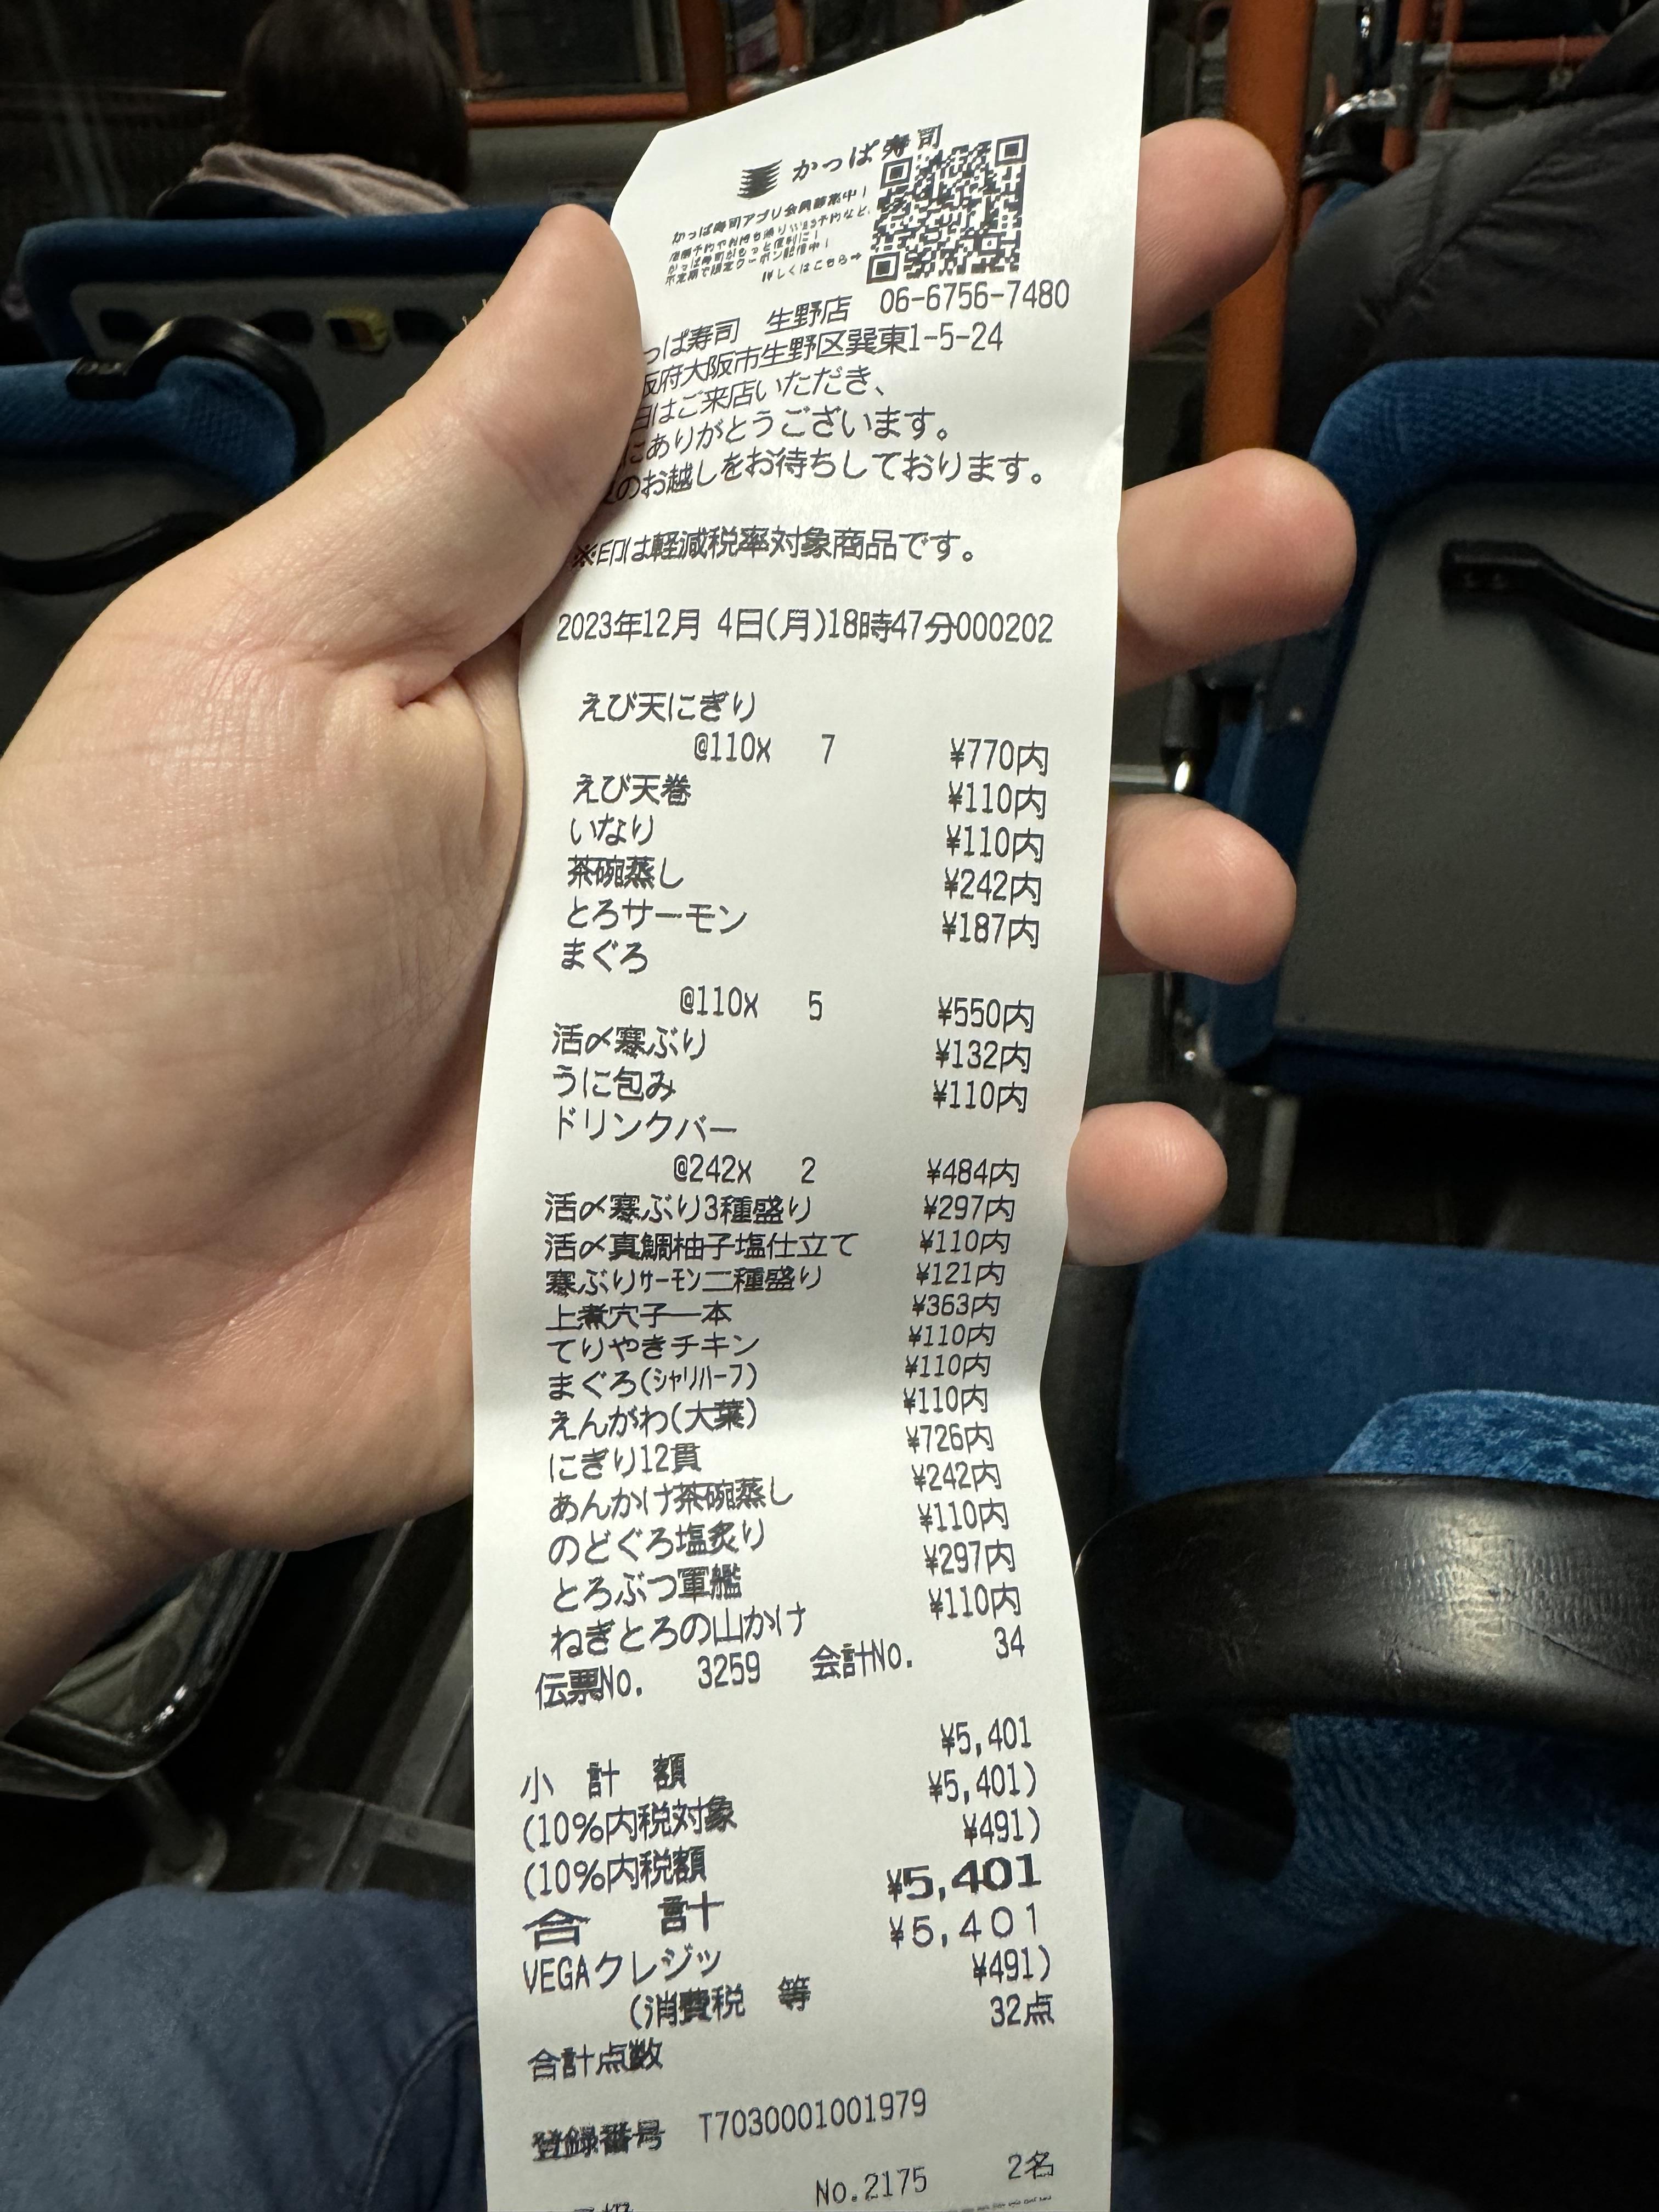 かっぱ寿司
かっぱ寿司アプリ会員募集中！
詳しくはこちら→
っぱ寿司 生野店 06-6756-7480
阪府大阪市生野区巽東1-5-24
日はご来店いただき、
にありがとうございます。
のお越しをお待ちしております。
※印は軽減税率対象商品です。
2023年12月 4日(月)18時47分000202
えび天にぎり
@110x 7 ¥770内
えび天巻 ¥110内
いなり ¥110内
茶碗蒸し ¥242内
とろサーモン ¥187内
まぐろ
@110x 5 ¥550内
活〆寒ぶり ¥132内
うに包み ¥110内
ドリンクバー
@242x 2 ¥484内
活〆寒ぶり3種盛り ¥297内
活〆真鯛柚子塩仕立て ¥110内
寒ぶりサーモン二種盛り ¥121内
上煮穴子一本 ¥363内
てりやきチキン ¥110内
まぐろ(シャリハーフ) ¥110内
えんがわ(大葉) ¥110内
にぎり12貫 ¥726内
あんかけ茶碗蒸し ¥242内
のどぐろ塩炙り ¥110内
とろぶつ軍艦 ¥297内
ねぎとろの山かけ ¥110内
伝票No. 3259 会計No. 34
小 計 額 ¥5,401
(10%内税対象 ¥5,401)
(10%内税額 ¥491)
合 計 ¥5,401
VEGAクレジッ ¥5,401
(消費税 等 ¥491)
合計点数 32点
登録番号 T7030001001979
No.2175 2名